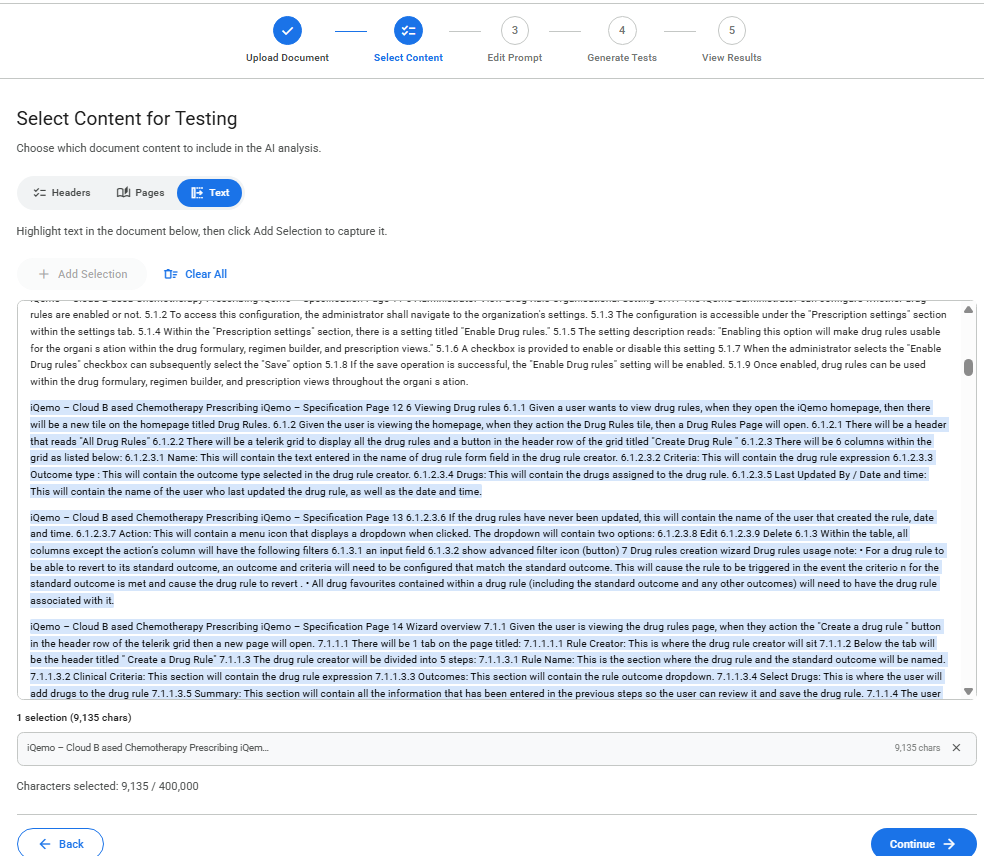 Upload Document
Select Content
3
Edit Prompt
4
Generate Tests
5
View Results
Select Content for Testing
Choose which document content to include in the AI analysis.
Headers
Pages
Text
Highlight text in the document below, then click Add Selection to capture it.
+ Add Selection
Clear All
rules are enabled or not. 5.1.2 To access this configuration, the administrator shall navigate to the organization's settings. 5.1.3 The configuration is accessible under the "Prescription settings" section
within the settings tab. 5.1.4 Within the "Prescription settings" section, there is a setting titled "Enable Drug rules." 5.1.5 The setting description reads: "Enabling this option will make drug rules usable
for the organi s ation within the drug formulary, regimen builder, and prescription views." 5.1.6 A checkbox is provided to enable or disable this setting 5.1.7 When the administrator selects the "Enable
Drug rules" checkbox can subsequently select the "Save" option 5.1.8 If the save operation is successful, the "Enable Drug rules" setting will be enabled. 5.1.9 Once enabled, drug rules can be used
within the drug formulary, regimen builder, and prescription views throughout the organi s ation.
iQemo – Cloud B ased Chemotherapy Prescribing iQemo – Specification Page 12 6 Viewing Drug rules 6.1.1 Given a user wants to view drug rules, when they open the iQemo homepage, then there
will be a new tile on the homepage titled Drug Rules. 6.1.2 Given the user is viewing the homepage, when they action the Drug Rules tile, then a Drug Rules Page will open. 6.1.2.1 There will be a header
that reads "All Drug Rules" 6.1.2.2 There will be a telerik grid to display all the drug rules and a button in the header row of the grid titled "Create Drug Rule " 6.1.2.3 There will be 6 columns within the
grid as listed below: 6.1.2.3.1 Name: This will contain the text entered in the name of drug rule form field in the drug rule creator. 6.1.2.3.2 Criteria: This will contain the drug rule expression 6.1.2.3.3
Outcome type : This will contain the outcome type selected in the drug rule creator. 6.1.2.3.4 Drugs: This will contain the drugs assigned to the drug rule. 6.1.2.3.5 Last Updated By / Date and time:
This will contain the name of the user who last updated the drug rule, as well as the date and time.
iQemo – Cloud B ased Chemotherapy Prescribing iQemo – Specification Page 13 6.1.2.3.6 If the drug rules have never been updated, this will contain the name of the user that created the rule, date
and time. 6.1.2.3.7 Action: This will contain a menu icon that displays a dropdown when clicked. The dropdown will contain two options: 6.1.2.3.8 Edit 6.1.2.3.9 Delete 6.1.3 Within the table, all
columns except the action's column will have the following filters 6.1.3.1 an input field 6.1.3.2 show advanced filter icon (button) 7 Drug rules creation wizard Drug rules usage note: • For a drug rule to
be able to revert to its standard outcome, an outcome and criteria will need to be configured that match the standard outcome. This will cause the rule to be triggered in the event the criterio n for the
standard outcome is met and cause the drug rule to revert . • All drug favourites contained within a drug rule (including the standard outcome and any other outcomes) will need to have the drug rule
associated with it.
iQemo – Cloud B ased Chemotherapy Prescribing iQemo – Specification Page 14 Wizard overview 7.1.1 Given the user is viewing the drug rules page, when they action the "Create a drug rule " button
in the header row of the telerik grid then a new page will open. 7.1.1.1 There will be 1 tab on the page titled: 7.1.1.1.1 Rule Creator: This is where the drug rule creator will sit 7.1.1.2 Below the tab will
be the header titled " Create a Drug Rule" 7.1.1.3 The drug rule creator will be divided into 5 steps: 7.1.1.3.1 Rule Name: This is the section where the drug rule and the standard outcome will be named.
7.1.1.3.2 Clinical Criteria: This section will contain the drug rule expression 7.1.1.3.3 Outcomes: This section will contain the rule outcome dropdown. 7.1.1.3.4 Select Drugs: This is where the user will
add drugs to the drug rule 7.1.1.3.5 Summary: This section will contain all the information that has been entered in the previous steps so the user can review it and save the drug rule. 7.1.1.4 The user
1 selection (9,135 chars)
iQemo – Cloud B ased Chemotherapy Prescribing iQem...
9,135 chars
Characters selected: 9,135 / 400,000
Back
Continue